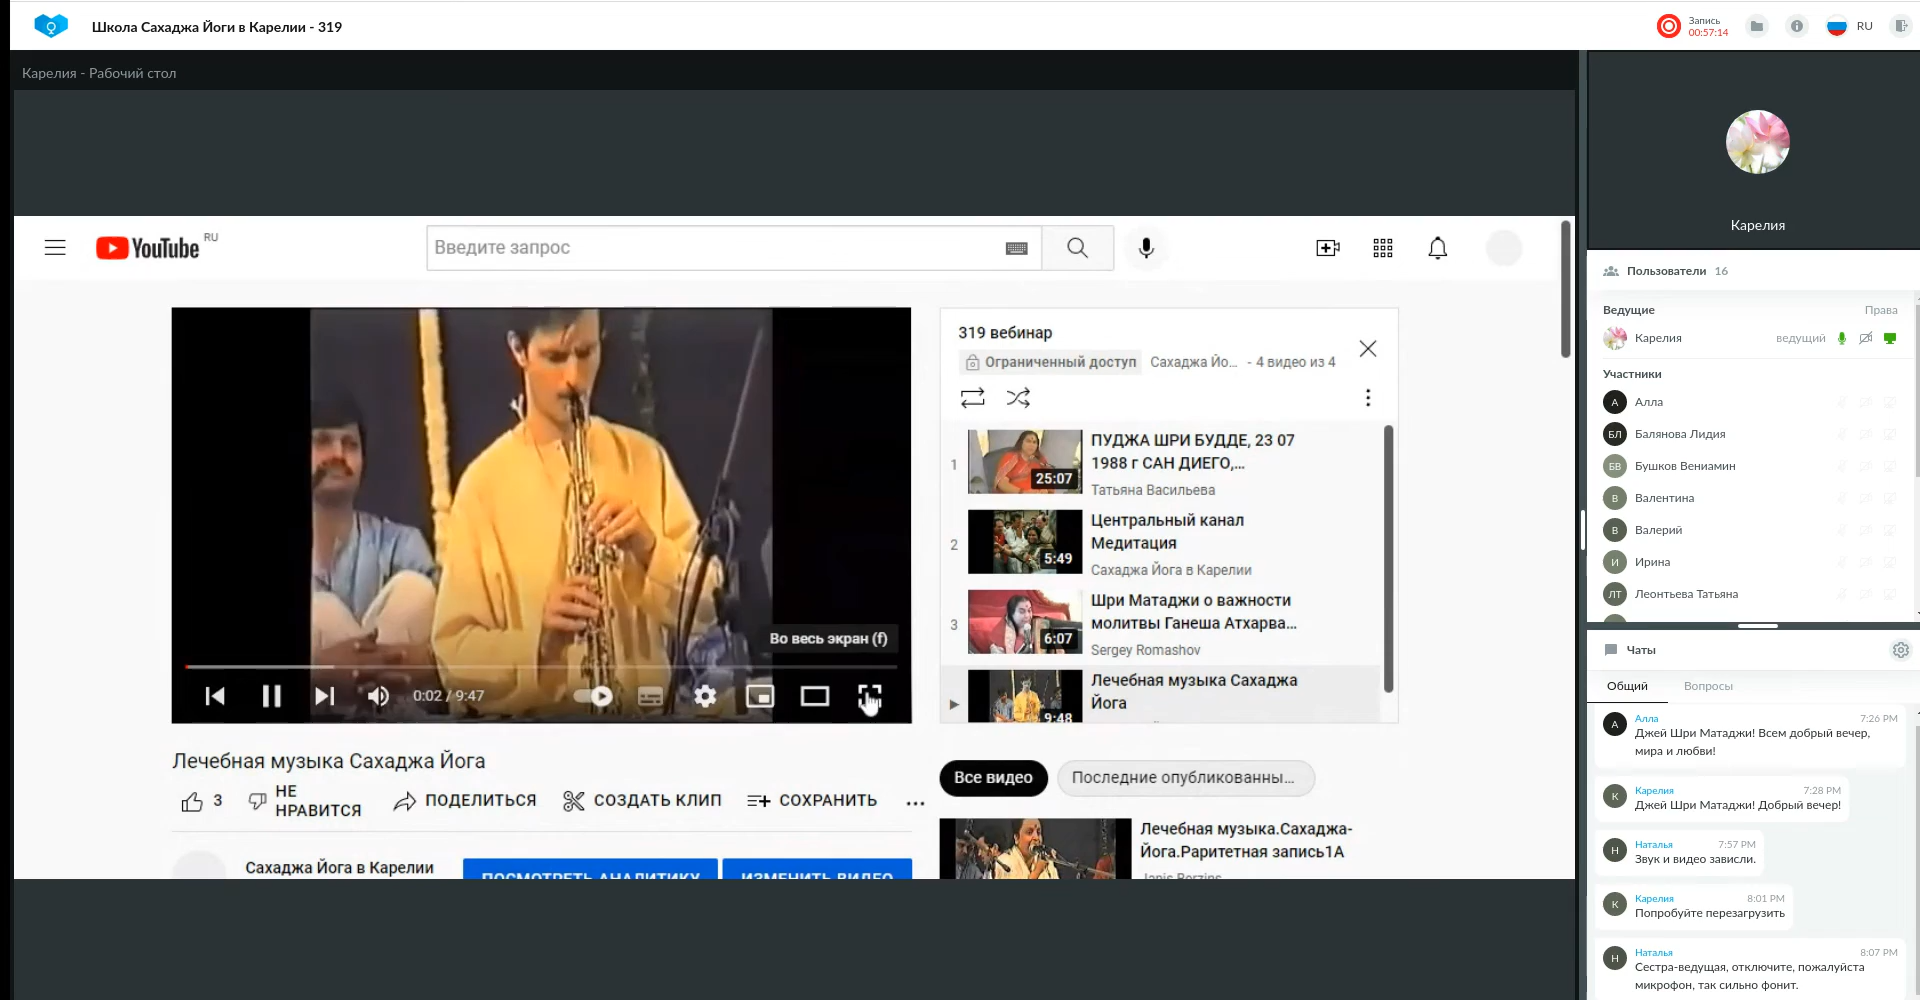 Школа Сахаджа Йоги в Карелии - 319
Запись
00:57:14
RU
Карелия - Рабочий стол
YouTube RU
Введите запрос
Во весь экран (f)
0:02 / 9:47
Лечебная музыка Сахаджа Йога
3
НЕ НРАВИТСЯ
ПОДЕЛИТЬСЯ
СОЗДАТЬ КЛИП
СОХРАНИТЬ
Сахаджа Йога в Карелии
ПОСМОТРЕТЬ АНАЛИТИКУ
ИЗМЕНИТЬ ВИДЕО
319 вебинар
Ограниченный доступ Сахаджа Йо... - 4 видео из 4
1
25:07
ПУДЖА ШРИ БУДДЕ, 23 07
1988 г САН ДИЕГО,...
Татьяна Васильева
2
5:49
Центральный канал
Медитация
Сахаджа Йога в Карелии
3
6:07
Шри Матаджи о важности
молитвы Ганеша Атхарва...
Sergey Romashov
9:48
Лечебная музыка Сахаджа
Йога
Все видео
Последние опубликованны...
Лечебная музыка.Сахаджа-
Йога.Раритетная запись1А
Janis Berzins
Карелия
Пользователи 16
Ведущие
Права
Карелия
ведущий
Участники
А Алла
БЛ Балянова Лидия
БВ Бушков Вениамин
В Валентина
В Валерий
И Ирина
ЛТ Леонтьева Татьяна
Чаты
Общий
Вопросы
А
Алла 7:26 PM
Джей Шри Матаджи! Всем добрый вечер,
мира и любви!
К
Карелия 7:28 PM
Джей Шри Матаджи! Добрый вечер!
Н
Наталья 7:57 PM
Звук и видео зависли.
К
Карелия 8:01 PM
Попробуйте перезагрузить
Н
Наталья 8:07 PM
Сестра-ведущая, отключите, пожалуйста
микрофон, так сильно фонит.